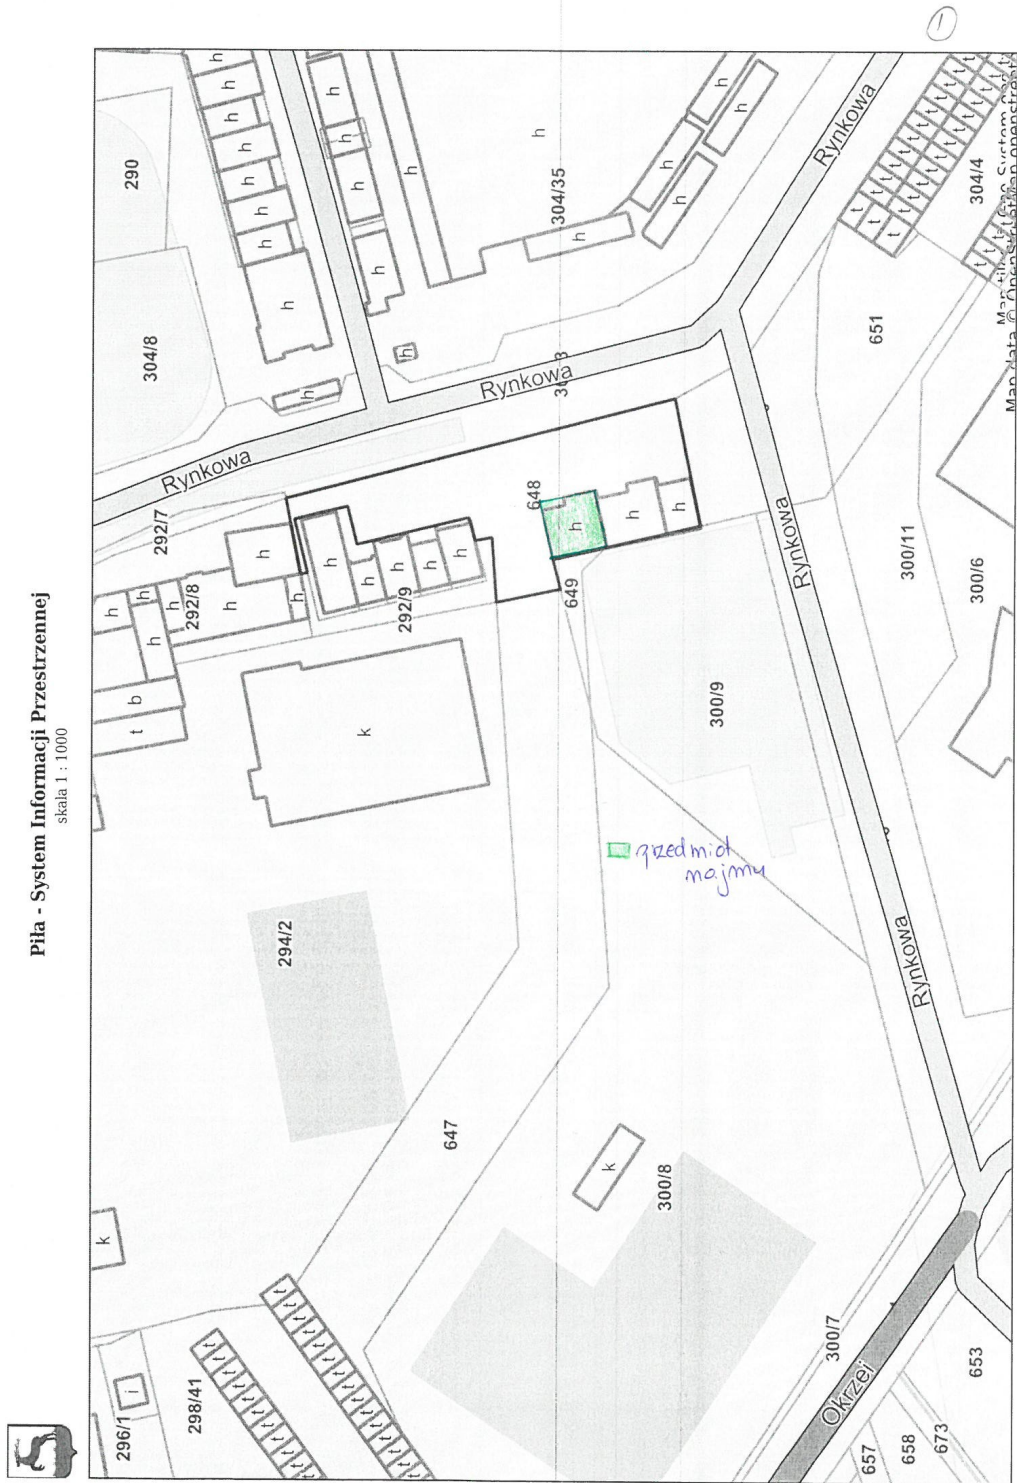 Piła - System Informacji Przestrzennej
skala 1 : 1000
1
290
304/8
304/35
304/4
651
Rynkowa
Rynkowa
Rynkowa
Rynkowa
Rynkowa
292/7
292/8
292/9
648
649
300/11
300/6
300/9
294/2
647
300/8
300/7
296/1
298/41
653
657
658
673
Okrzei
przedmiot
najmu
h
k
t
b
i